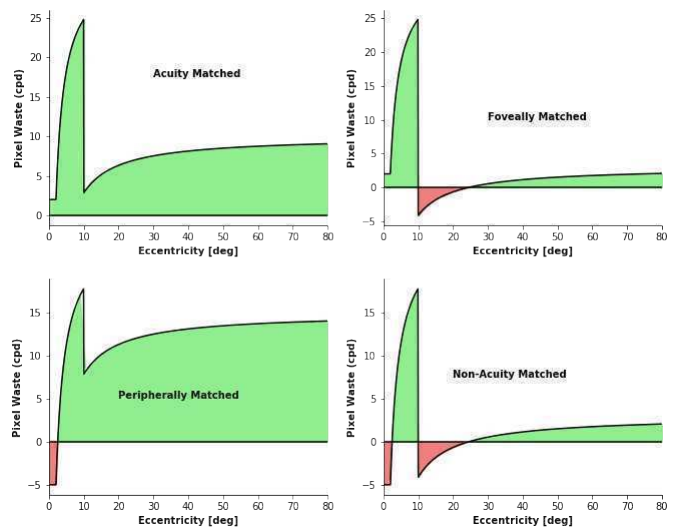 25
20
15
10
5
0
Pixel Waste (cpd)
Acuity Matched
0 10 20 30 40 50 60 70 80
Eccentricity [deg]
25
20
15
10
5
0
−5
Pixel Waste (cpd)
Foveally Matched
0 10 20 30 40 50 60 70 80
Eccentricity [deg]
15
10
5
0
−5
Pixel Waste (cpd)
Peripherally Matched
0 10 20 30 40 50 60 70 80
Eccentricity [deg]
15
10
5
0
−5
Pixel Waste (cpd)
Non-Acuity Matched
0 10 20 30 40 50 60 70 80
Eccentricity [deg]